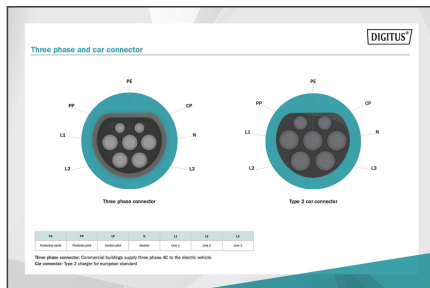 DIGITUS®
Three phase and car connector
PE
PP
CP
L1
N
L2
L3
Three phase connector
PE
PP
CP
L1
N
L2
L3
Type 2 car connector
PE PP CP N L1 L2 L3
Protective earth Proximity pilot Control pilot Neutral Line 1 Line 2 Line 3
Three phase connector: Commercial buildings supply three phase AC to the electric vehicle.
Car connector: Type 2 charger for european standard